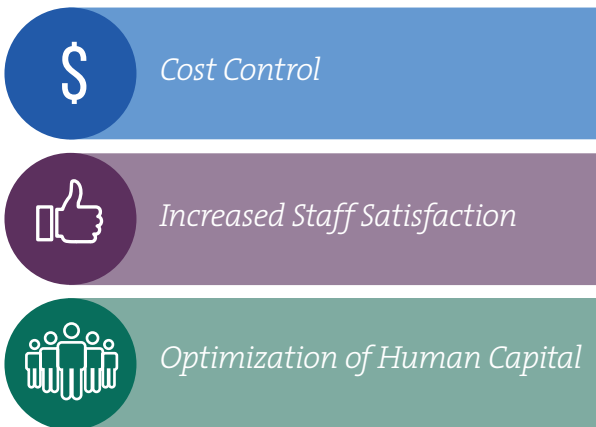 $
Cost Control
Increased Staff Satisfaction
Optimization of Human Capital